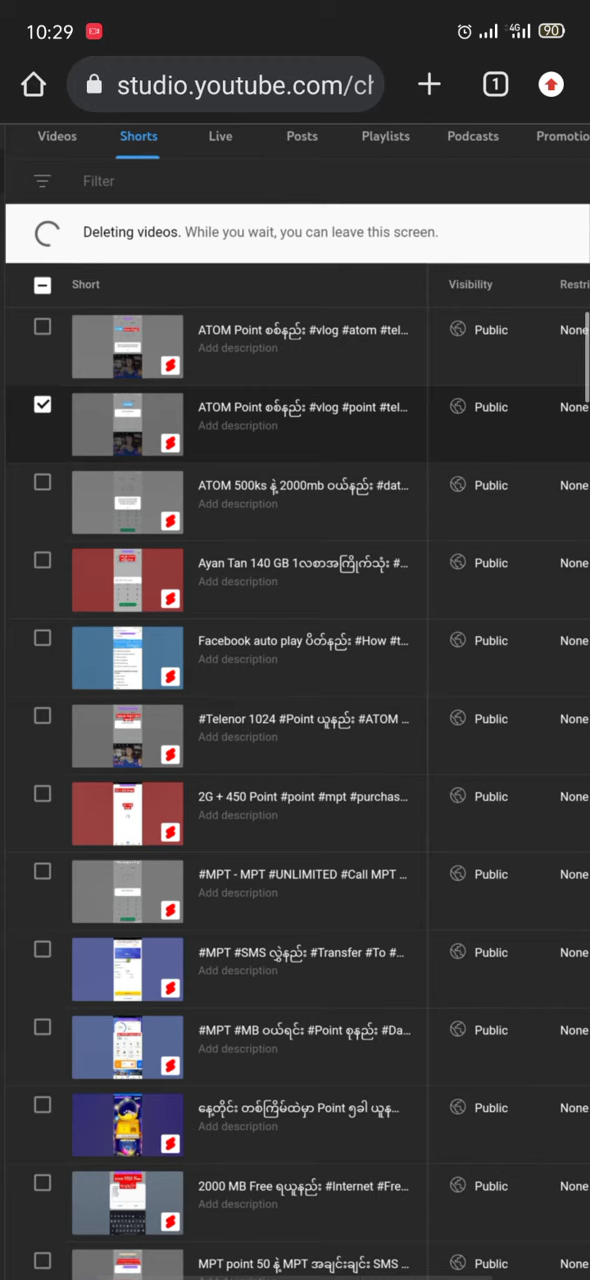 10:29
4G
90
studio.youtube.com/ch
1
Videos Shorts Live Posts Playlists Podcasts Promotio
Filter
Deleting videos. While you wait, you can leave this screen.
Short Visibility Restri
ATOM Point စစ်နည်း #vlog #atom #tel... Public None
Add description
ATOM Point စစ်နည်း #vlog #point #tel... Public None
Add description
ATOM 500ks နဲ့ 2000mb ဝယ်နည်း #dat... Public None
Add description
Ayan Tan 140 GB 1လစာအကြိုက်သုံး #... Public None
Add description
Facebook auto play ပိတ်နည်း #How #t... Public None
Add description
#Telenor 1024 #Point ယူနည်း #ATOM ... Public None
Add description
2G + 450 Point #point #mpt #purchas... Public None
Add description
#MPT - MPT #UNLIMITED #Call MPT ... Public None
Add description
#MPT #SMS လွှဲနည်း #Transfer #To #... Public None
Add description
#MPT #MB ဝယ်ရင်း #Point စုနည်း #Da... Public None
Add description
နေ့တိုင်း တစ်ကြိမ်ထဲမှာ Point ၅ခါ ယူန... Public None
Add description
2000 MB Free ရယူနည်း #Internet #Fre... Public None
Add description
MPT point 50 နဲ့ MPT အချင်းချင်း SMS ... Public None